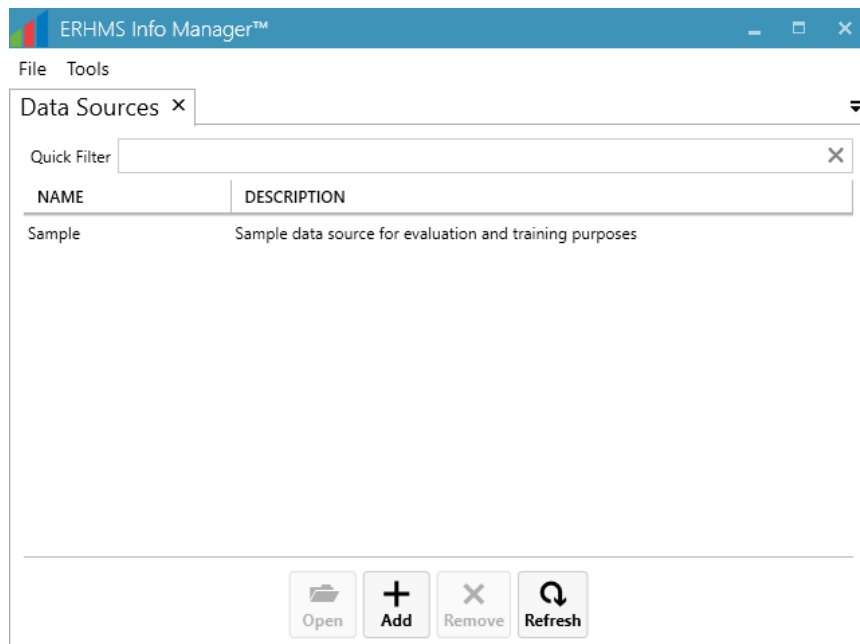 ERHMS Info Manager™
File Tools
Data Sources
Quick Filter
NAME DESCRIPTION
Sample Sample data source for evaluation and training purposes
Open Add Remove Refresh